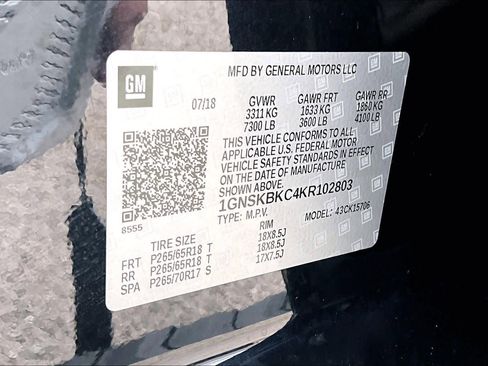 GM
MFD BY GENERAL MOTORS LLC
07/18 GVWR GAWR FRT GAWR RR
3311 KG 1633 KG 1860 KG
7300 LB 3600 LB 4100 LB
THIS VEHICLE CONFORMS TO ALL
APPLICABLE U.S. FEDERAL MOTOR
VEHICLE SAFETY STANDARDS IN EFFECT
ON THE DATE OF MANUFACTURE
SHOWN ABOVE.
1GNSKBKC4KR102803
8555 TYPE: M.P.V. MODEL: 43CK15706
TIRE SIZE RIM
FRT P265/65R18 T 18X8.5J
RR P265/65R18 T 18X8.5J
SPA P265/70R17 S 17X7.5J